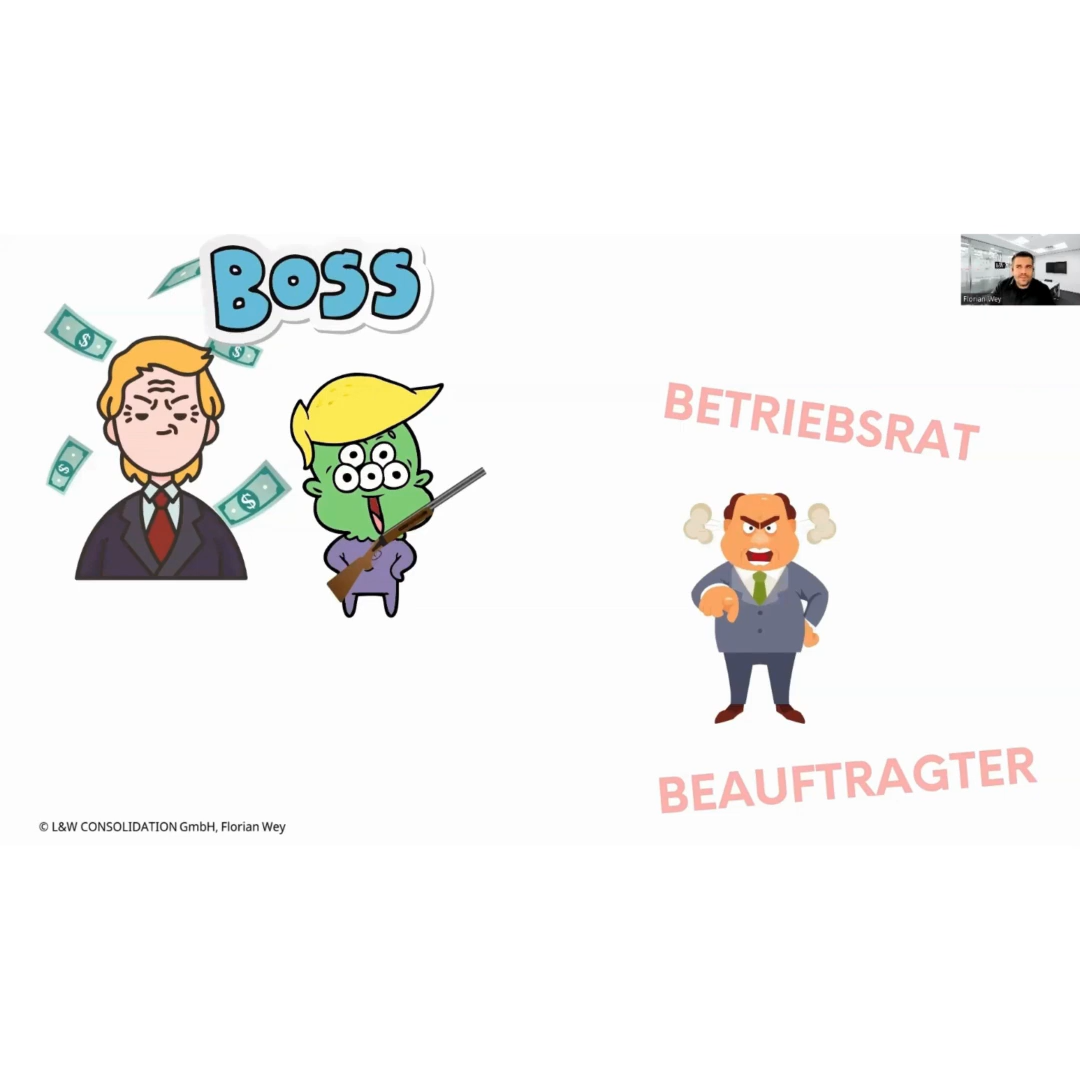 BOSS
Florian Wey
BETRIEBSRAT
BEAUFTRAGTER
© L&W CONSOLIDATION GmbH, Florian Wey